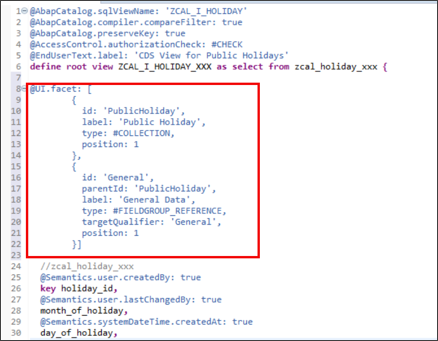 1 @AbapCatalog.sqlViewName: 'ZCAL_I_HOLIDAY'
2 @AbapCatalog.compiler.compareFilter: true
3 @AbapCatalog.preserveKey: true
4 @AccessControl.authorizationCheck: #CHECK
5 @EndUserText.label: 'CDS View for Public Holidays'
6 define root view ZCAL_I_HOLIDAY_XXX as select from zcal_holiday_xxx {
7
8 @UI.facet: [
9 {
10 id: 'PublicHoliday',
11 label: 'Public Holiday',
12 type: #COLLECTION,
13 position: 1
14 },
15 {
16 id: 'General',
17 parentId: 'PublicHoliday',
18 label: 'General Data',
19 type: #FIELDGROUP_REFERENCE,
20 targetQualifier: 'General',
21 position: 1
22 }]
23
24 //zcal_holiday_xxx
25 @Semantics.user.createdBy: true
26 key holiday_id,
27 @Semantics.user.lastChangedBy: true
28 month_of_holiday,
29 @Semantics.systemDateTime.createdAt: true
30 day_of_holiday,